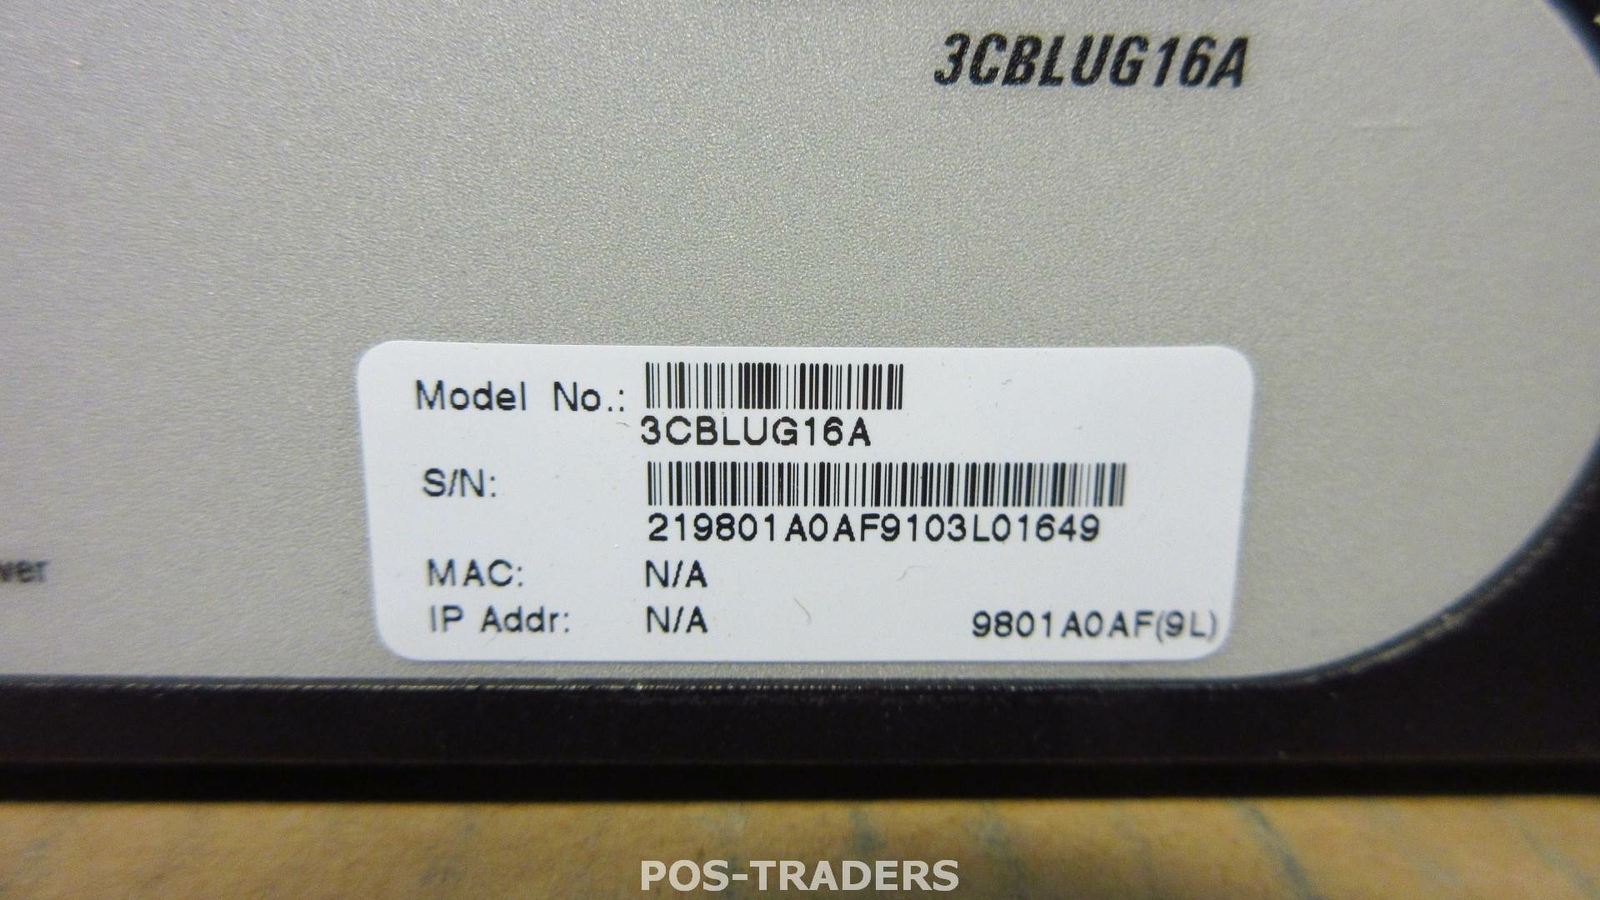 3CBLUG16A
Model No.:
3CBLUG16A
S/N:
219801A0AF9103L01649
MAC: N/A
IP Addr: N/A 9801A0AF(9L)
POS-TRADERS